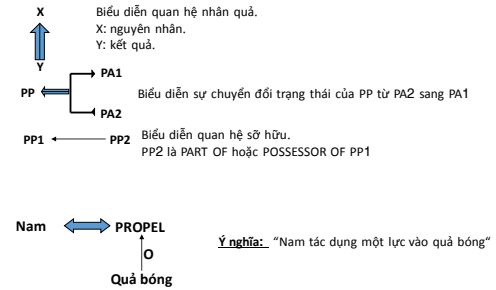 X
Biểu diễn quan hệ nhân quả.
X: nguyên nhân.
Y: kết quả.
Y
PA1
PP
Biểu diễn sự chuyển đổi trạng thái của PP từ PA2 sang PA1
PA2
PP1
PP2
Biểu diễn quan hệ sỡ hữu.
PP2 là PART OF hoặc POSSESSOR OF PP1
Nam
PROPEL
Ý nghĩa: "Nam tác dụng một lực vào quả bóng"
O
Quả bóng